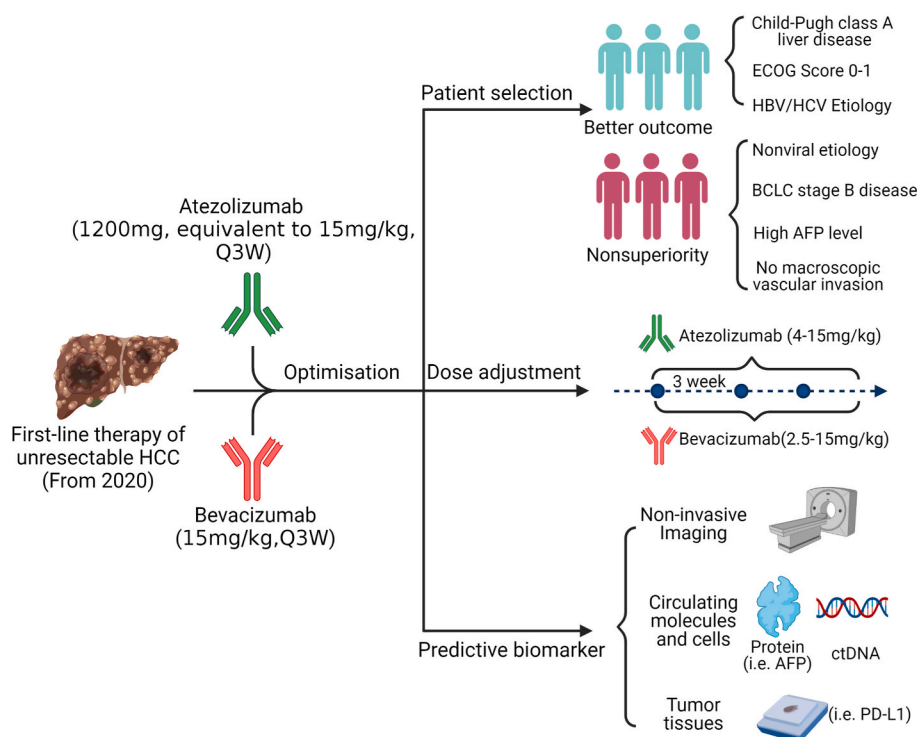 Child-Pugh class A
liver disease
ECOG Score 0-1
HBV/HCV Etiology
Patient selection
Better outcome
Nonviral etiology
BCLC stage B disease
High AFP level
No macroscopic
vascular invasion
Nonsuperiority
Atezolizumab
(1200mg, equivalent to 15mg/kg,
Q3W)
First-line therapy of
unresectable HCC
(From 2020)
Optimisation
Bevacizumab
(15mg/kg,Q3W)
Dose adjustment
Atezolizumab (4-15mg/kg)
3 week
Bevacizumab(2.5-15mg/kg)
Predictive biomarker
Non-invasive
Imaging
Circulating
molecules
and cells
Protein
(i.e. AFP)
ctDNA
Tumor
tissues
(i.e. PD-L1)